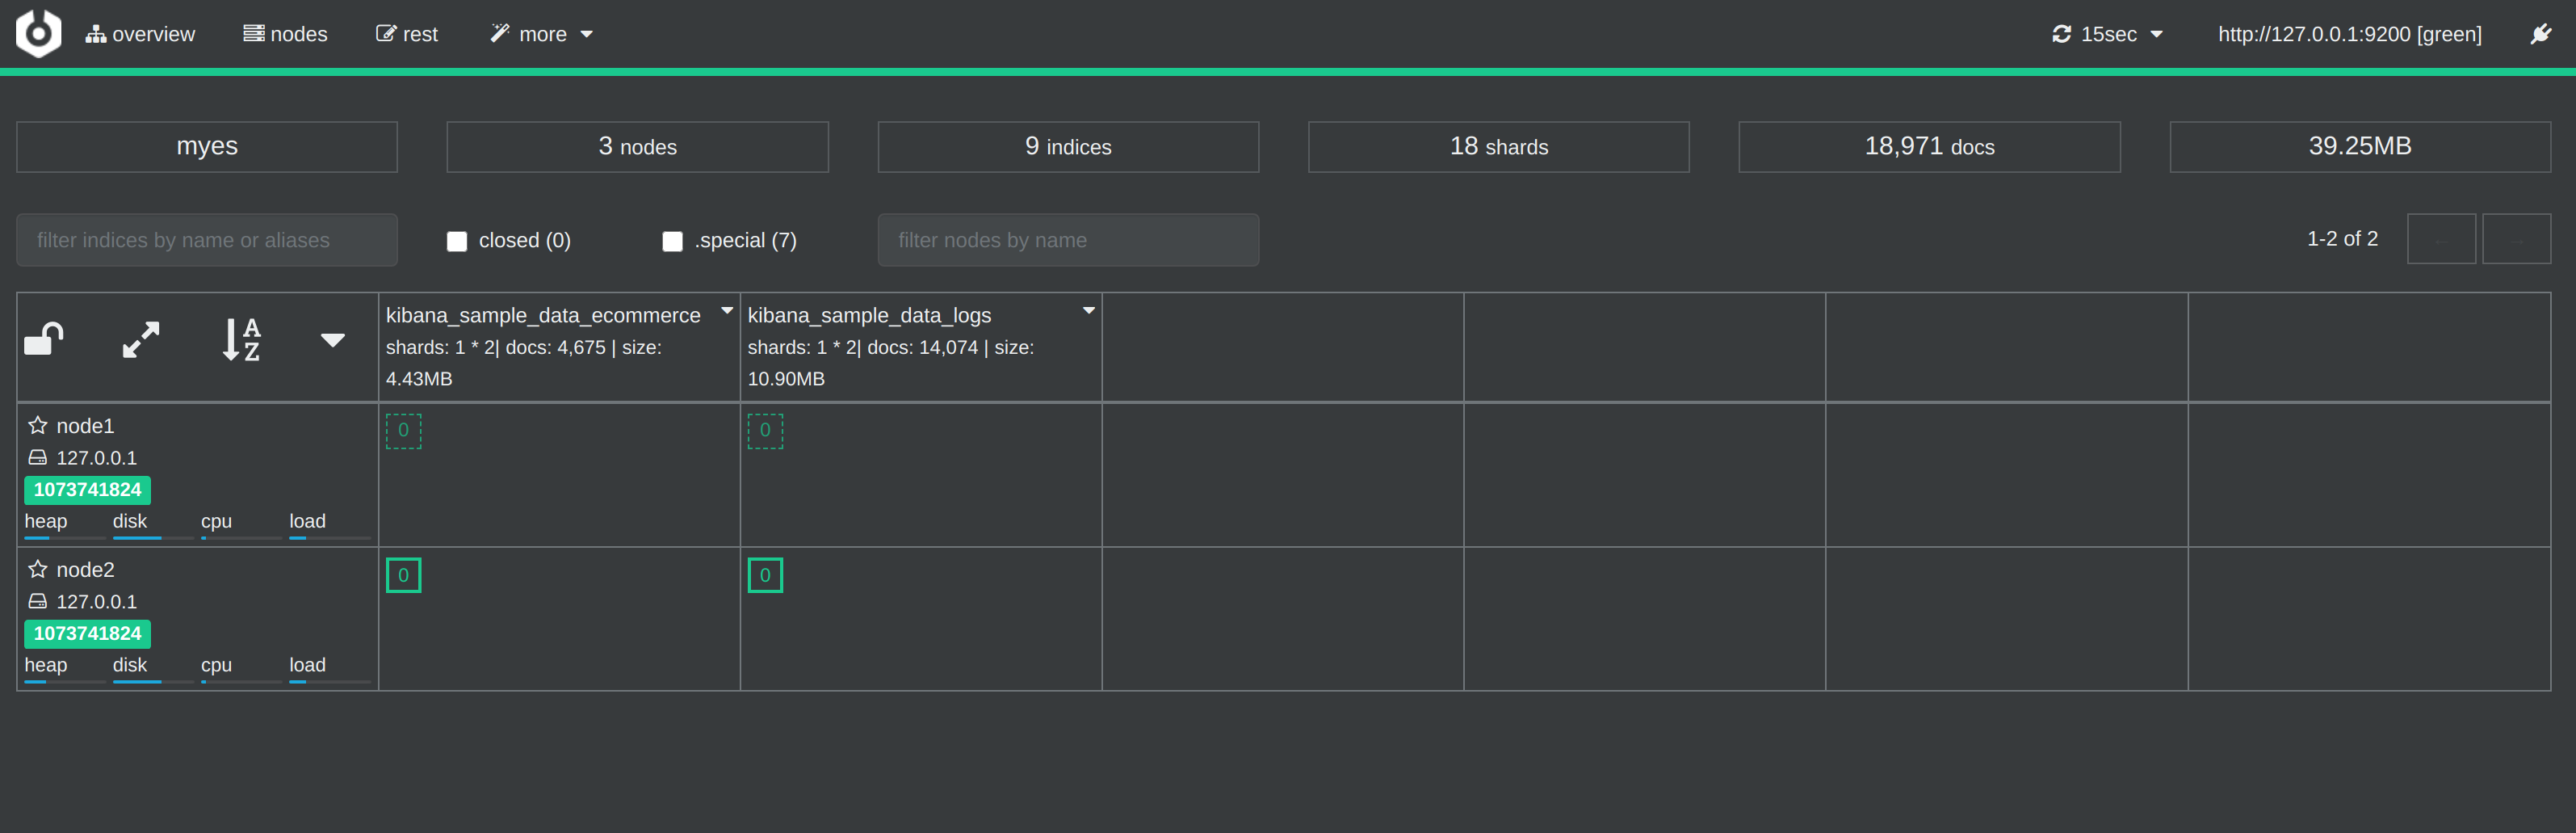 overview nodes rest more 15sec http://127.0.0.1:9200 [green]
myes 3 nodes 9 indices 18 shards 18,971 docs 39.25MB
filter indices by name or aliases closed (0) .special (7) filter nodes by name 1-2 of 2
A
Z
kibana_sample_data_ecommerce
shards: 1 * 2| docs: 4,675 | size:
4.43MB
kibana_sample_data_logs
shards: 1 * 2| docs: 14,074 | size:
10.90MB
node1 0 0
127.0.0.1
1073741824
heap disk cpu load
node2 0 0
127.0.0.1
1073741824
heap disk cpu load